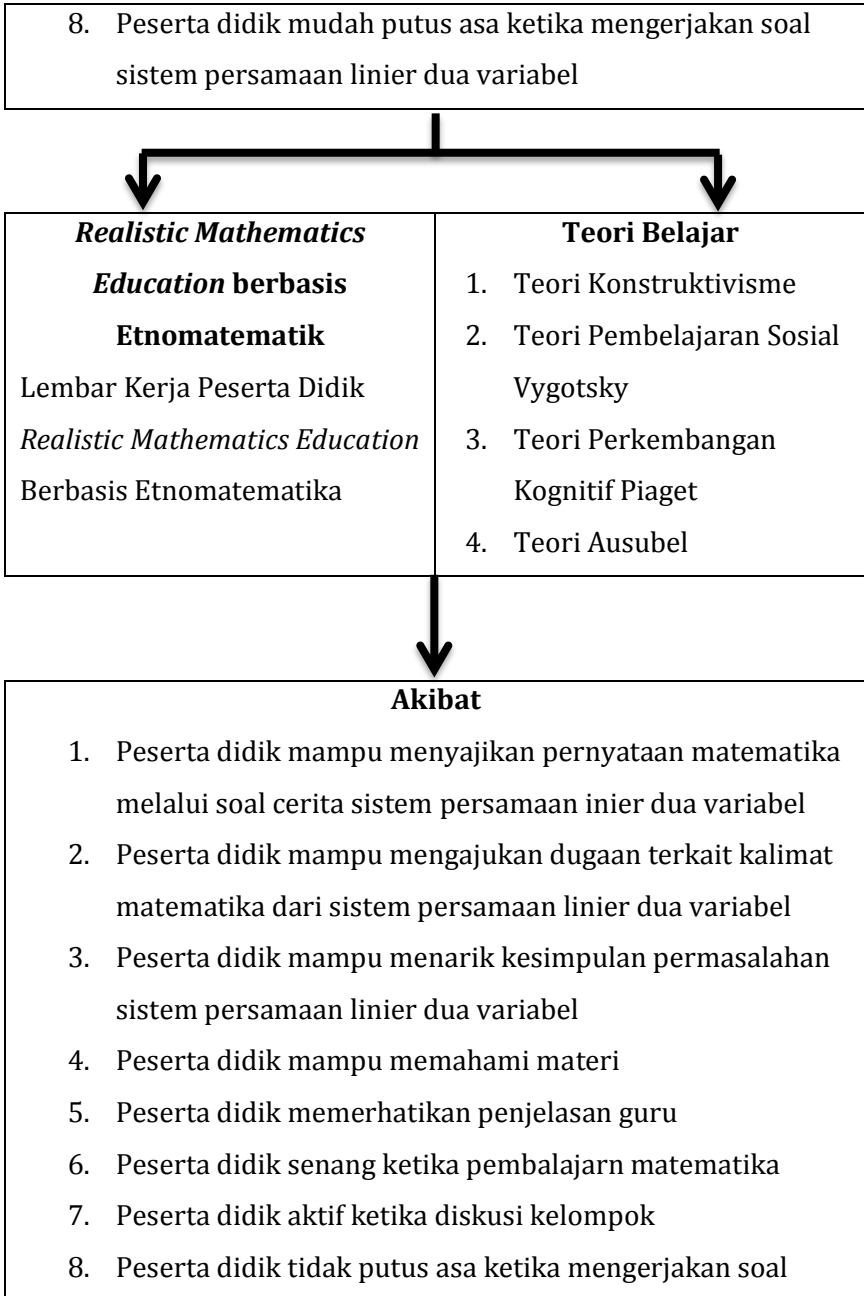 8. Peserta didik mudah putus asa ketika mengerjakan soal
sistem persamaan linier dua variabel
Realistic Mathematics
Education berbasis
Etnomatematik
Lembar Kerja Peserta Didik
Realistic Mathematics Education
Berbasis Etnomatematika
Teori Belajar
1. Teori Konstruktivisme
2. Teori Pembelajaran Sosial
Vygotsky
3. Teori Perkembangan
Kognitif Piaget
4. Teori Ausubel
Akibat
1. Peserta didik mampu menyajikan pernyataan matematika
melalui soal cerita sistem persamaan inier dua variabel
2. Peserta didik mampu mengajukan dugaan terkait kalimat
matematika dari sistem persamaan linier dua variabel
3. Peserta didik mampu menarik kesimpulan permasalahan
sistem persamaan linier dua variabel
4. Peserta didik mampu memahami materi
5. Peserta didik memerhatikan penjelasan guru
6. Peserta didik senang ketika pembalajarn matematika
7. Peserta didik aktif ketika diskusi kelompok
8. Peserta didik tidak putus asa ketika mengerjakan soal